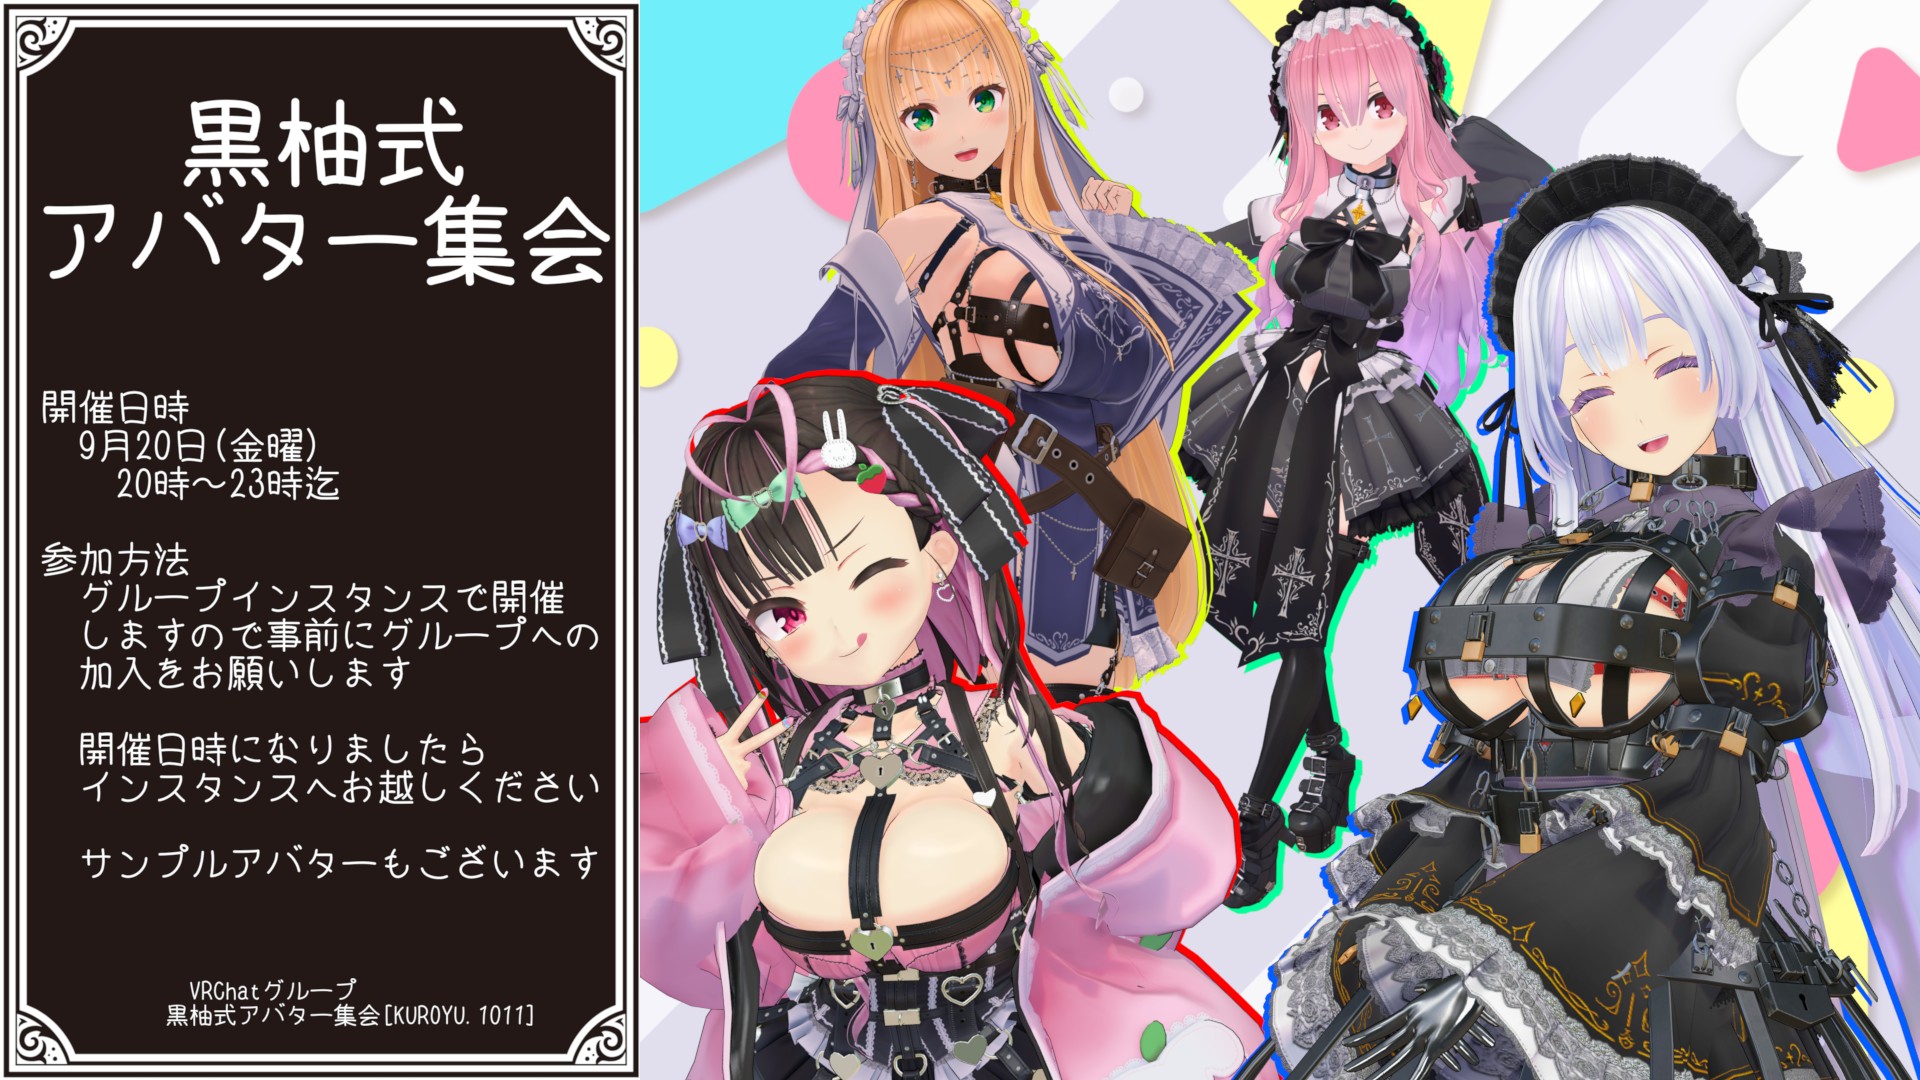 黒柚式
アバター集会
開催日時
9月20日(金曜)
20時～23時迄
参加方法
グループインスタンスで開催
しますので事前にグループへの
加入をお願いします
開催日時になりましたら
インスタンスへお越しください
サンプルアバターもございます
VRChatグループ
黒柚式アバター集会[KUROYU.1011]